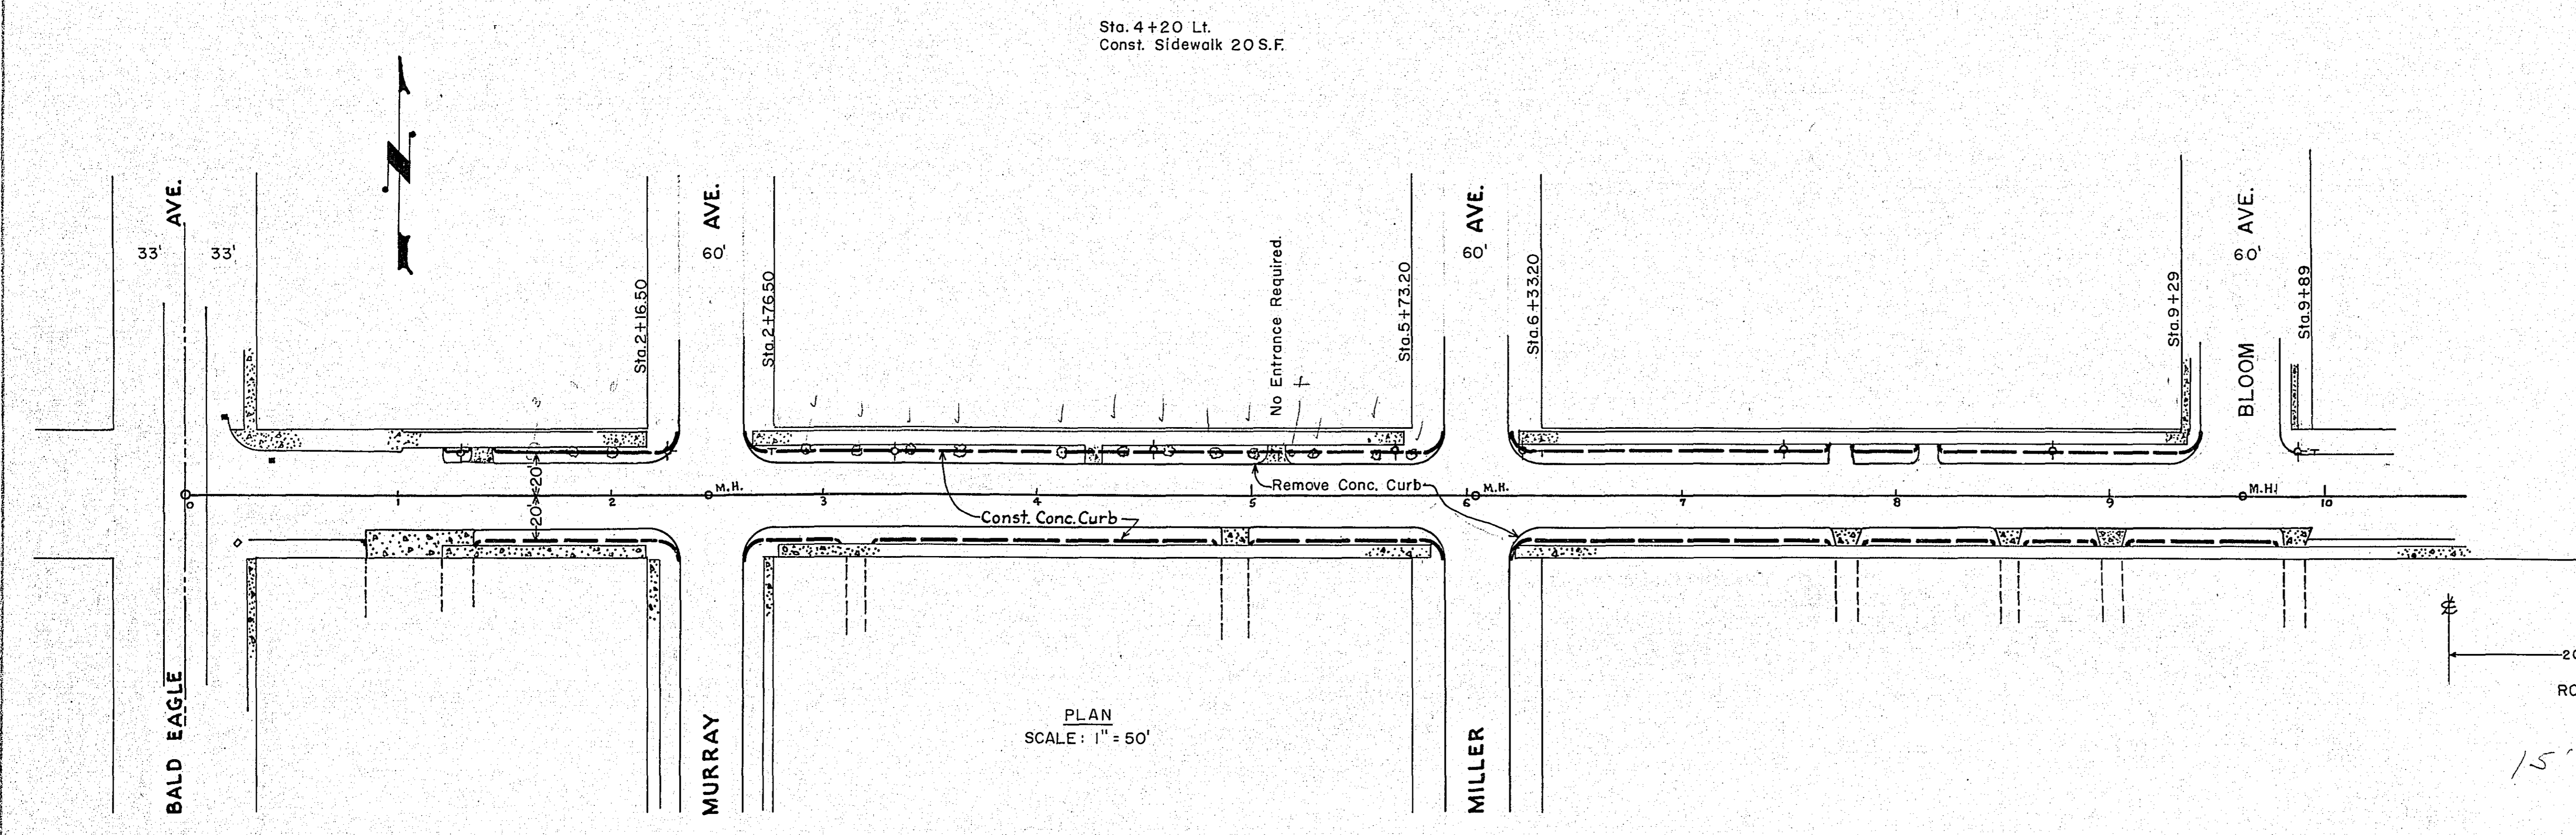 Sta. 4+20 Lt.
Const. Sidewalk 20 S.F.
N
AVE.
33'
33'
AVE.
60'
AVE.
60'
AVE.
60'
Sta. 2+16.50
Sta. 2+76.50
No Entrance Required.
Sta. 5+73.20
Sta. 6+33.20
Sta. 9+29
BLOOM
Sta. 9+89
20'
20'
0
1
2
M.H.
3
4
5
Remove Conc. Curb
6
M.H.
7
8
9
M.H.
10
Const. Conc. Curb
BALD EAGLE
MURRAY
PLAN
SCALE: 1" = 50'
MILLER
℄
20
RO
15'